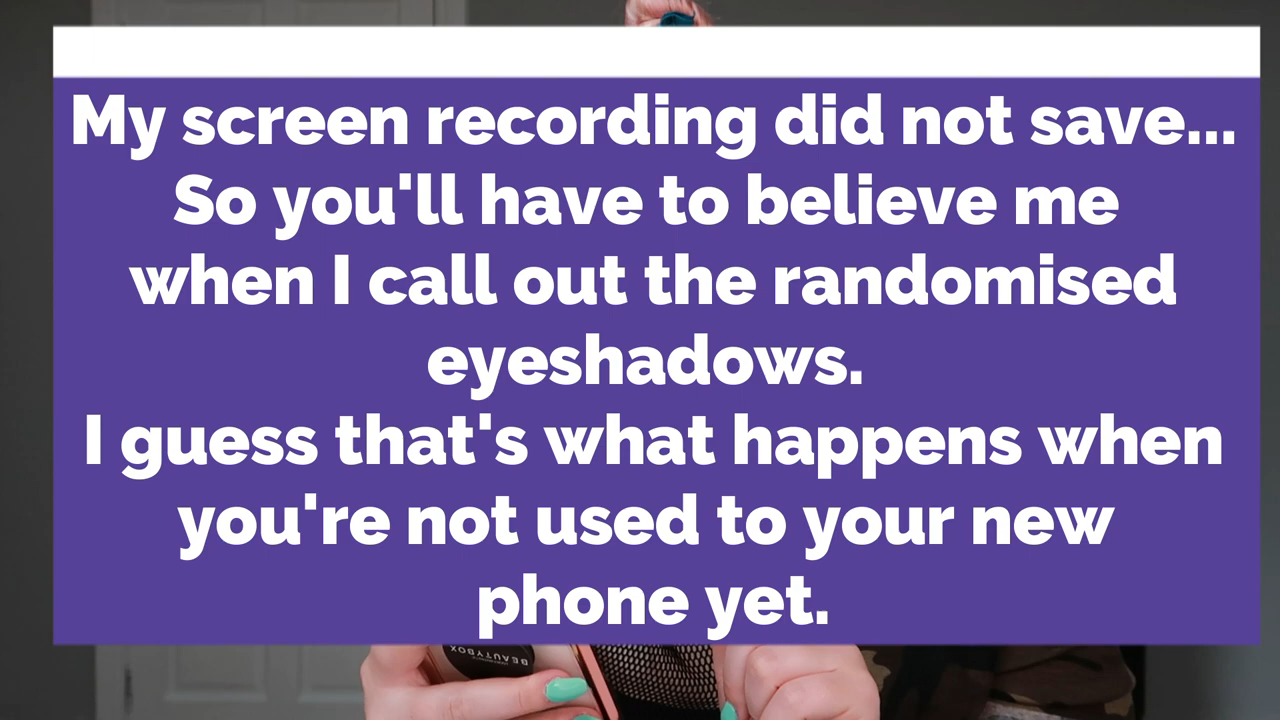 My screen recording did not save...
So you'll have to believe me
when I call out the randomised
eyeshadows.
I guess that's what happens when
you're not used to your new
phone yet.
BEAUTYBOX